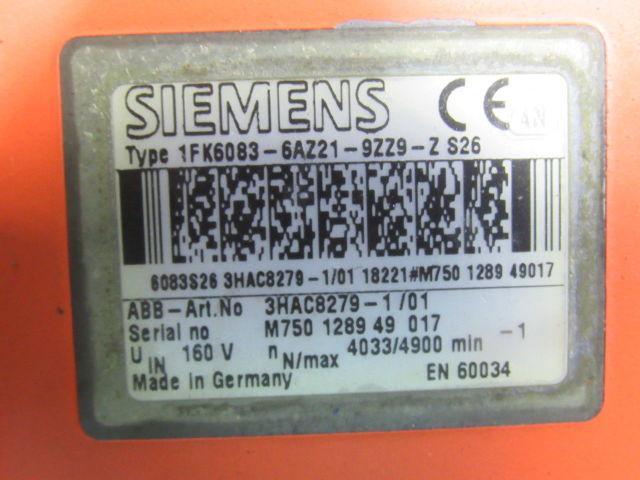 SIEMENS CE
Type 1FK6083-6AZ21-9ZZ9-Z S26
6083S26 3HAC8279-1/01 18221#M750 1289 49017
ABB-Art.No 3HAC8279-1/01
Serial no M750 1289 49 017
U IN 160 V n N/max 4033/4900 min -1
Made in Germany EN 60034